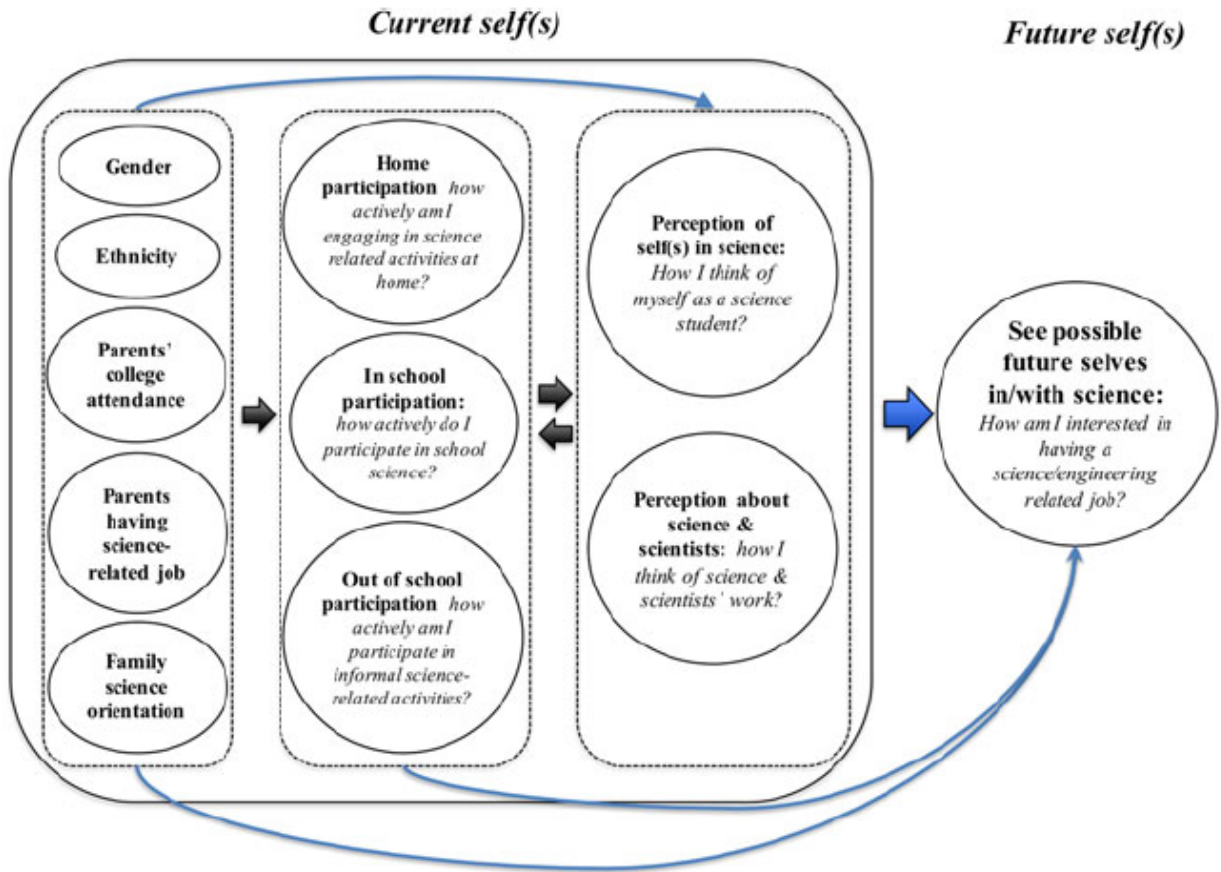 Current self(s)
Future self(s)
Gender
Ethnicity
Parents'
college
attendance
Parents
having
science-
related job
Family
science
orientation
Home
participation how
actively am I
engaging in science
related activities at
home?
In school
participation:
how actively do I
participate in school
science?
Out of school
participation how
actively am I
participate in
informal science-
related activities?
Perception of
self(s) in science:
How I think of
myself as a science
student?
Perception about
science &
scientists: how I
think of science &
scientists' work?
See possible
future selves
in/with science:
How am I interested in
having a
science/engineering
related job?